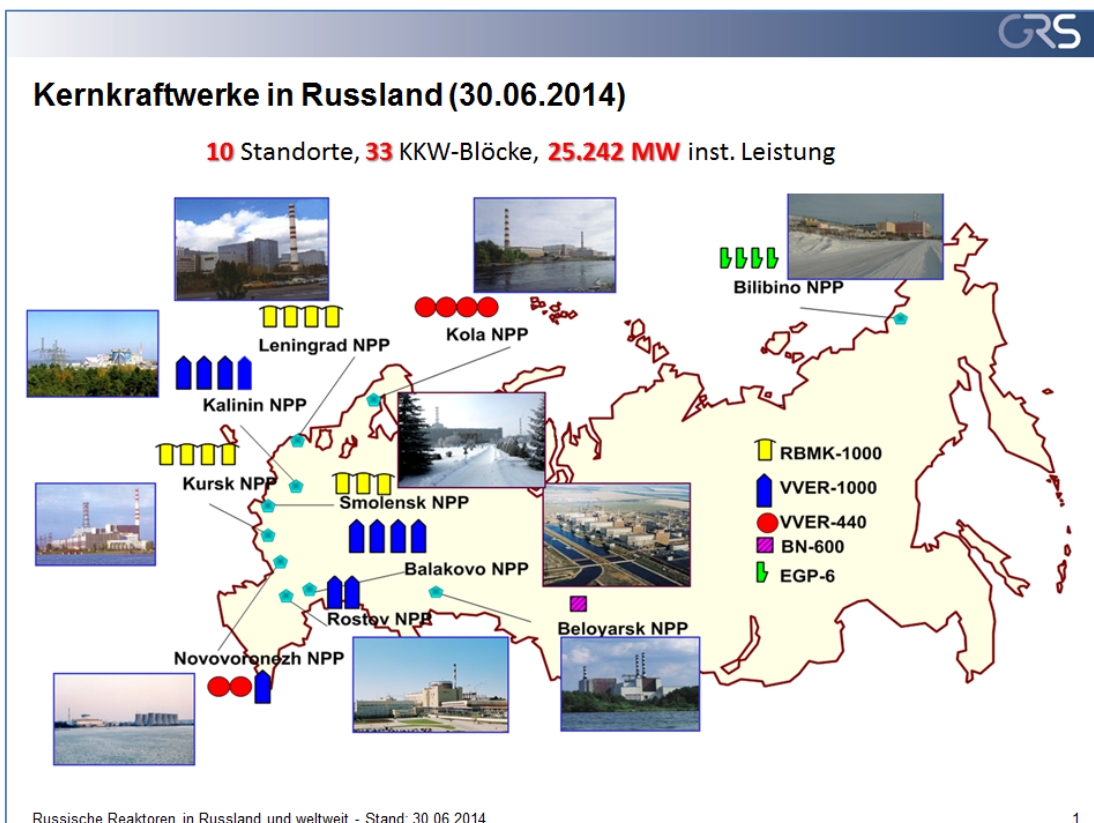 GRS
Kernkraftwerke in Russland (30.06.2014)
10 Standorte, 33 KKW-Blöcke, 25.242 MW inst. Leistung
Bilibino NPP
Leningrad NPP
Kola NPP
Kalinin NPP
Kursk NPP
Smolensk NPP
RBMK-1000
VVER-1000
VVER-440
BN-600
EGP-6
Balakovo NPP
Rostov NPP
Beloyarsk NPP
Novovoronezh NPP
Russische Reaktoren in Russland und weltweit - Stand: 30.06.2014
1